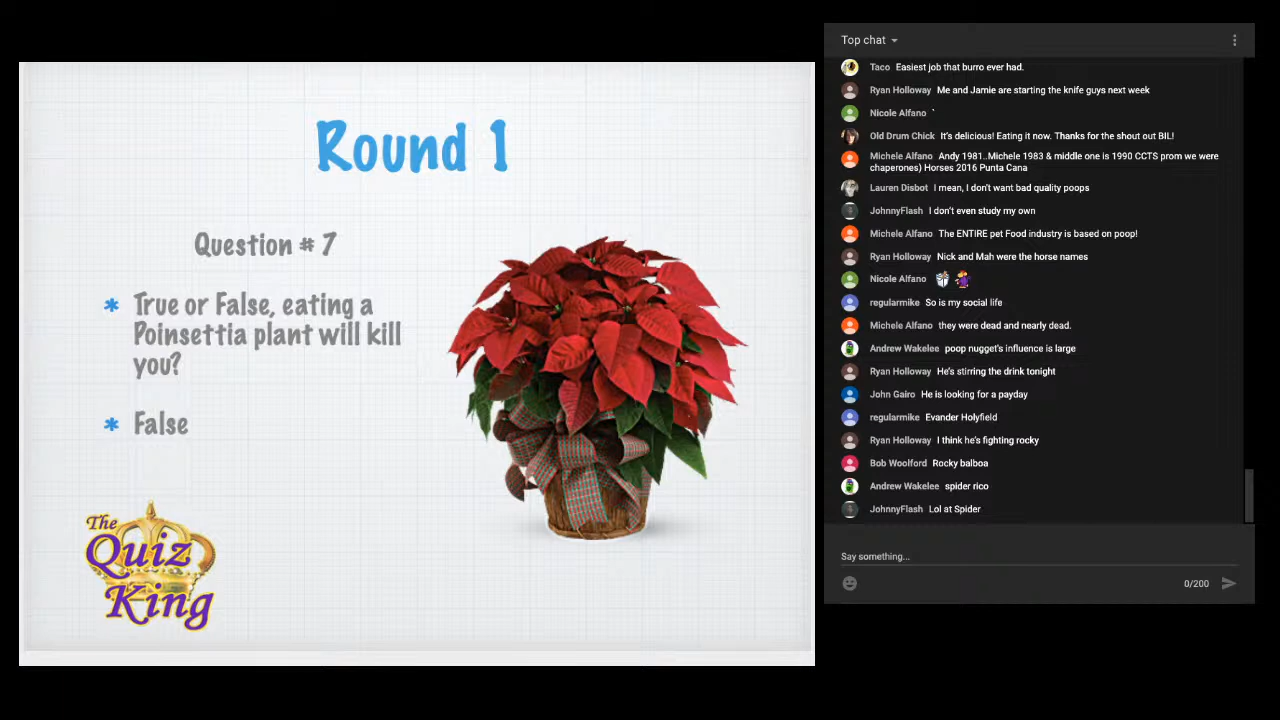 Round 1
Question # 7
* True or False, eating a
Poinsettia plant will kill
you?
* False
The
Quiz
King
Top chat
Taco Easiest job that burro ever had.
Ryan Holloway Me and Jamie are starting the knife guys next week
Nicole Alfano `
Old Drum Chick It's delicious! Eating it now. Thanks for the shout out BIL!
Michele Alfano Andy 1981..Michele 1983 & middle one is 1990 CCTS prom we were
chaperones) Horses 2016 Punta Cana
Lauren Disbot I mean, I don't want bad quality poops
JohnnyFlash I don't even study my own
Michele Alfano The ENTIRE pet Food industry is based on poop!
Ryan Holloway Nick and Mah were the horse names
Nicole Alfano
regularmike So is my social life
Michele Alfano they were dead and nearly dead.
Andrew Wakelee poop nugget's influence is large
Ryan Holloway He's stirring the drink tonight
John Gairo He is looking for a payday
regularmike Evander Holyfield
Ryan Holloway I think he's fighting rocky
Bob Woolford Rocky balboa
Andrew Wakelee spider rico
JohnnyFlash Lol at Spider
Say something...
0/200